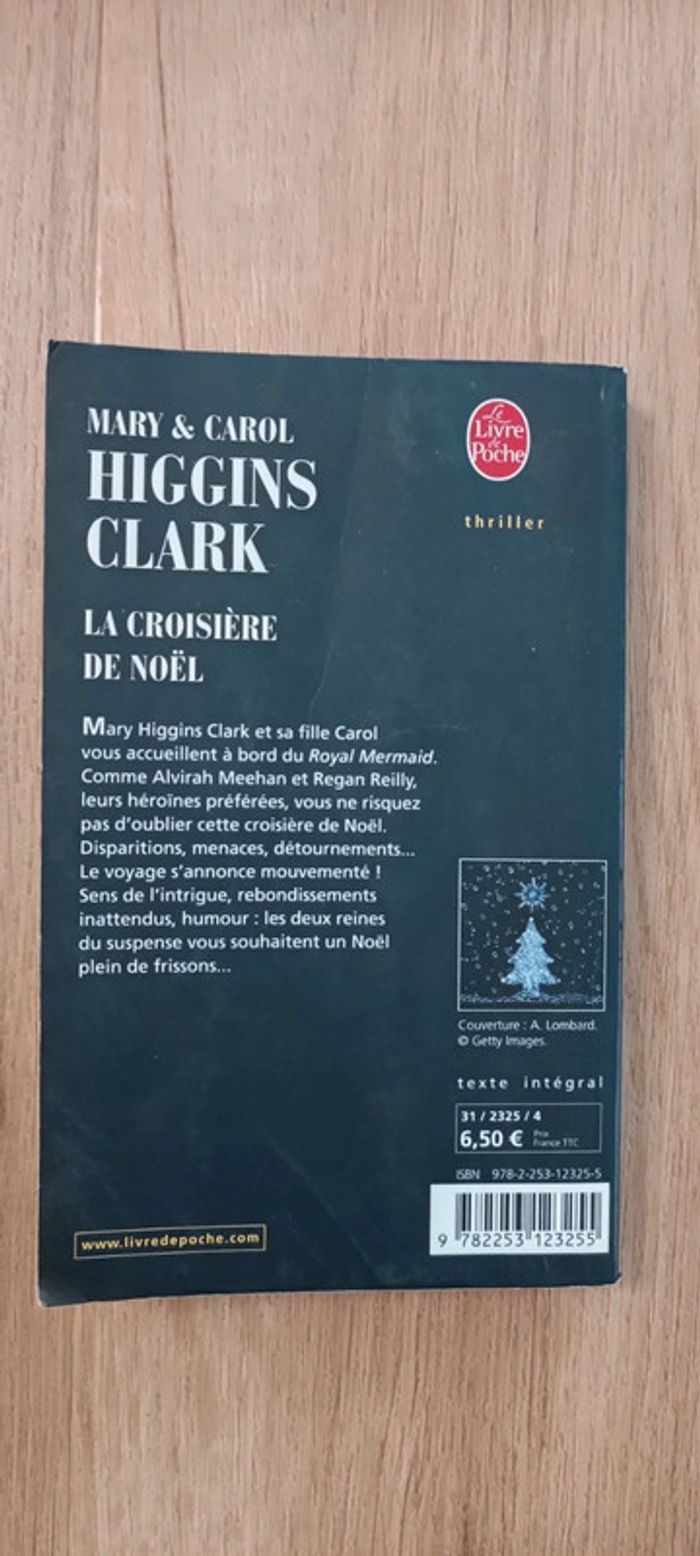 MARY & CAROL
HIGGINS
CLARK
LA CROISIÈRE
DE NOËL
Le
Livre
de
Poche
thriller
Mary Higgins Clark et sa fille Carol
vous accueillent à bord du Royal Mermaid.
Comme Alvirah Meehan et Regan Reilly,
leurs héroïnes préférées, vous ne risquez
pas d'oublier cette croisière de Noël.
Disparitions, menaces, détournements...
Le voyage s'annonce mouvementé !
Sens de l'intrigue, rebondissements
inattendus, humour : les deux reines
du suspense vous souhaitent un Noël
plein de frissons...
Couverture : A. Lombard.
© Getty Images.
texte intégral
31 / 2325 / 4
6,50 € Prix
France TTC
ISBN 978-2-253-12325-5
9 782253 123255
www.livredepoche.com